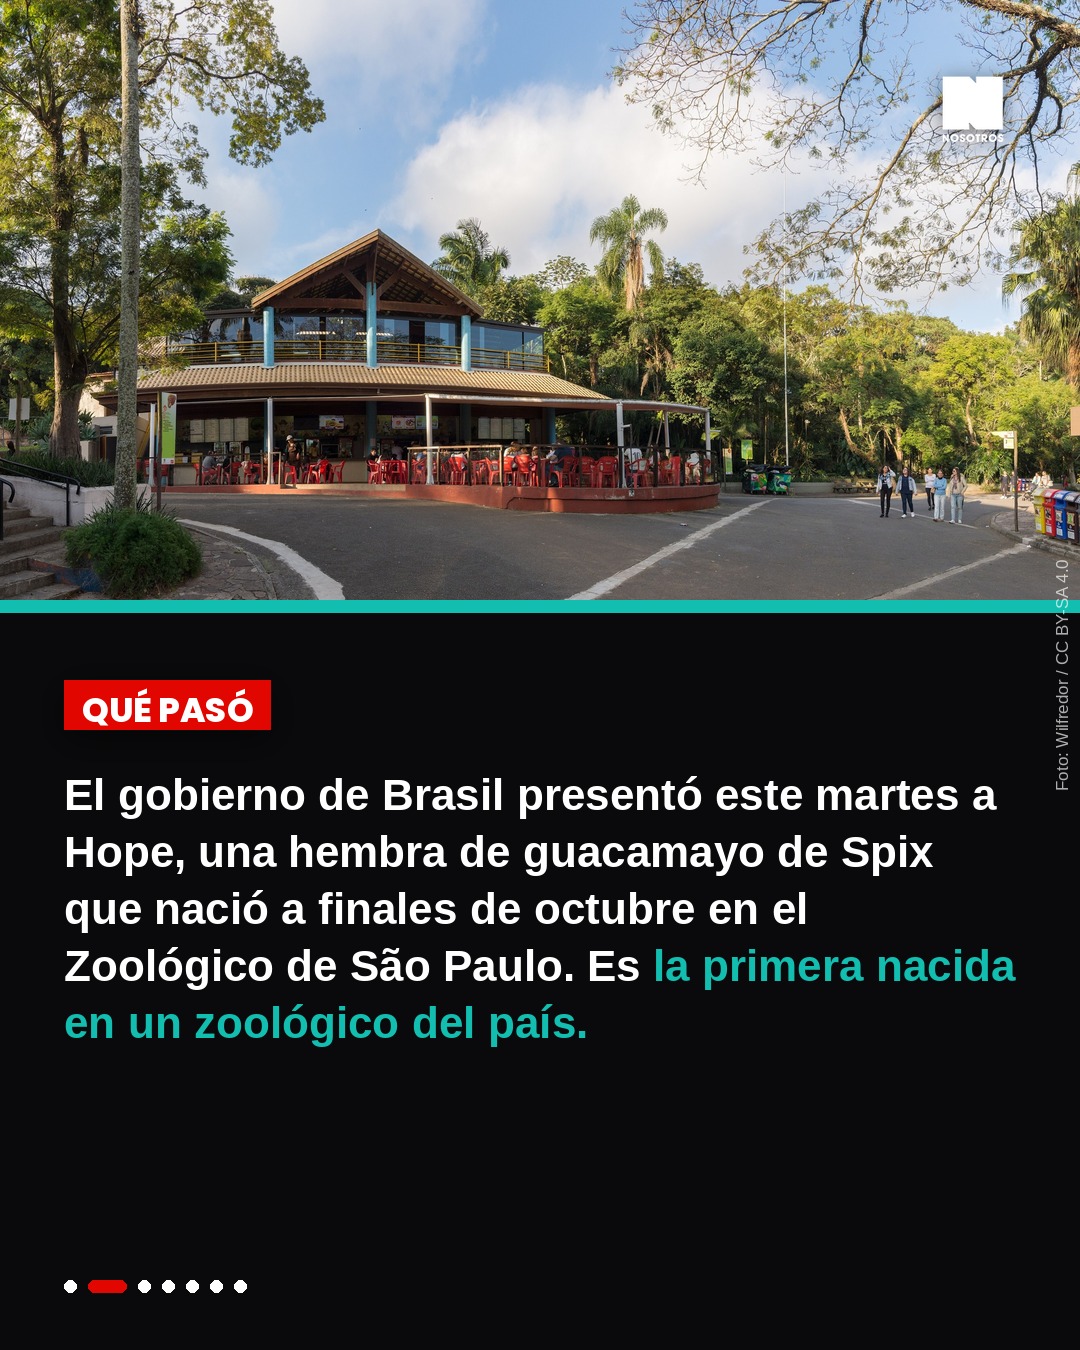 NOSOTROS
Foto: Wilfredor / CC BY-SA 4.0
QUÉ PASÓ
El gobierno de Brasil presentó este martes a
Hope, una hembra de guacamayo de Spix
que nació a finales de octubre en el
Zoológico de São Paulo. Es la primera nacida
en un zoológico del país.